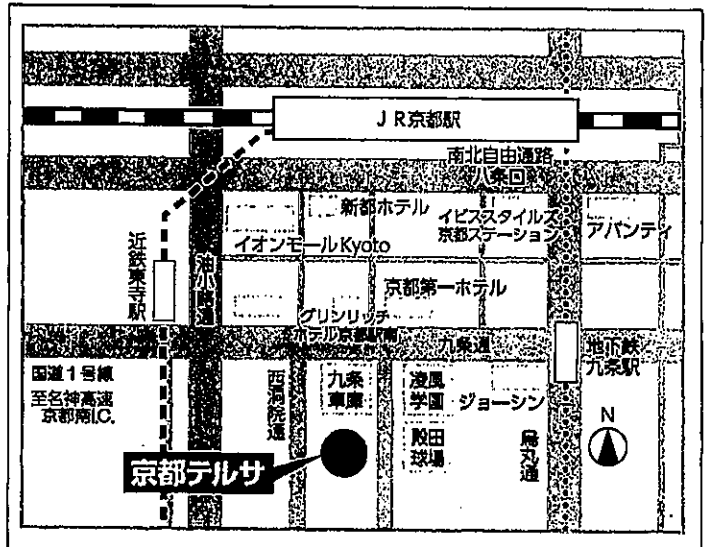 JR京都駅
南北自由通路
八条口
新都ホテル
イオンモールKyoto
イビススタイルズ
京都ステーション
アバンティ
近鉄東寺駅
油小路通
京都第一ホテル
グリンリッチ
ホテル京都駅南
九条通
地下鉄
九条駅
国道1号線
至名神高速
京都南I.C.
西洞院通
九条
車庫
凌風
学園
ジョーシン
殿田
球場
烏丸通
N
京都テルサ